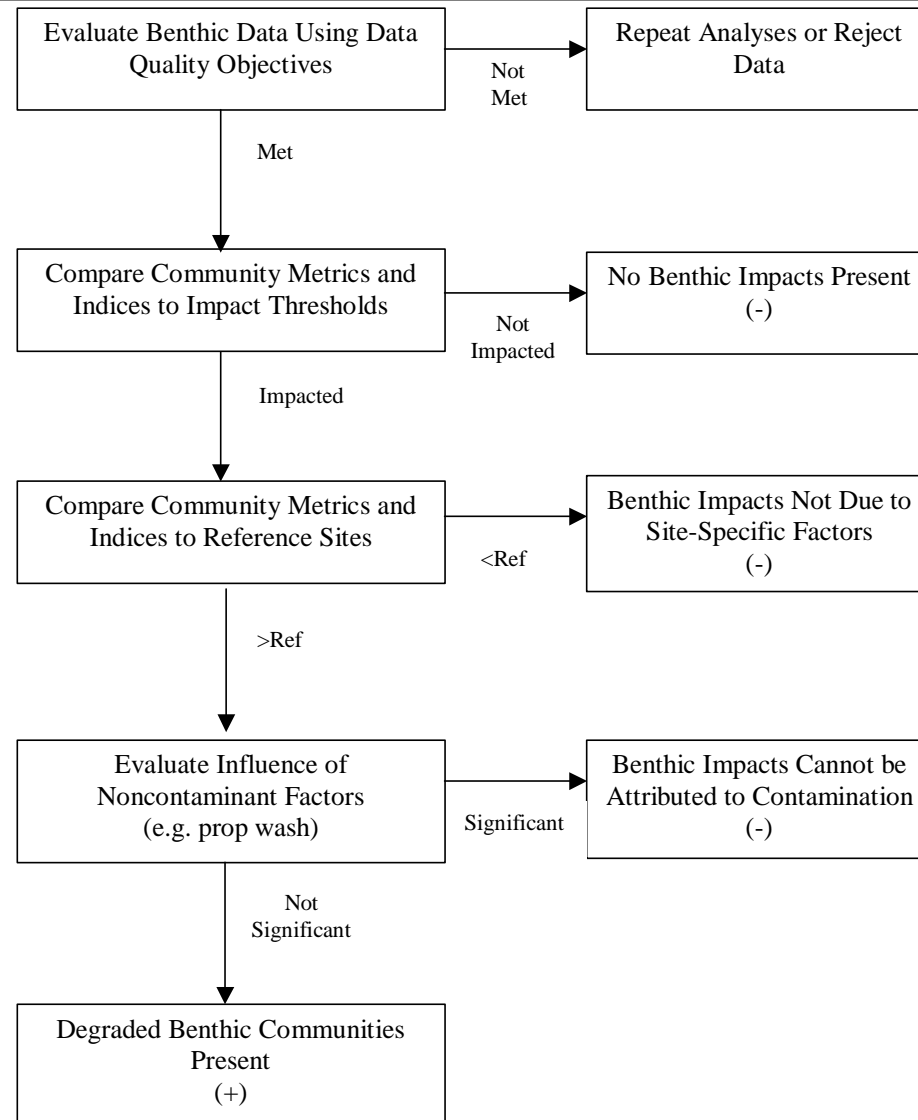 Evaluate Benthic Data Using Data
Quality Objectives
Not
Met
Repeat Analyses or Reject
Data
Met
Compare Community Metrics and
Indices to Impact Thresholds
Not
Impacted
No Benthic Impacts Present
(-)
Impacted
Compare Community Metrics and
Indices to Reference Sites
<Ref
Benthic Impacts Not Due to
Site-Specific Factors
(-)
>Ref
Evaluate Influence of
Noncontaminant Factors
(e.g. prop wash)
Significant
Benthic Impacts Cannot be
Attributed to Contamination
(-)
Not
Significant
Degraded Benthic Communities
Present
(+)